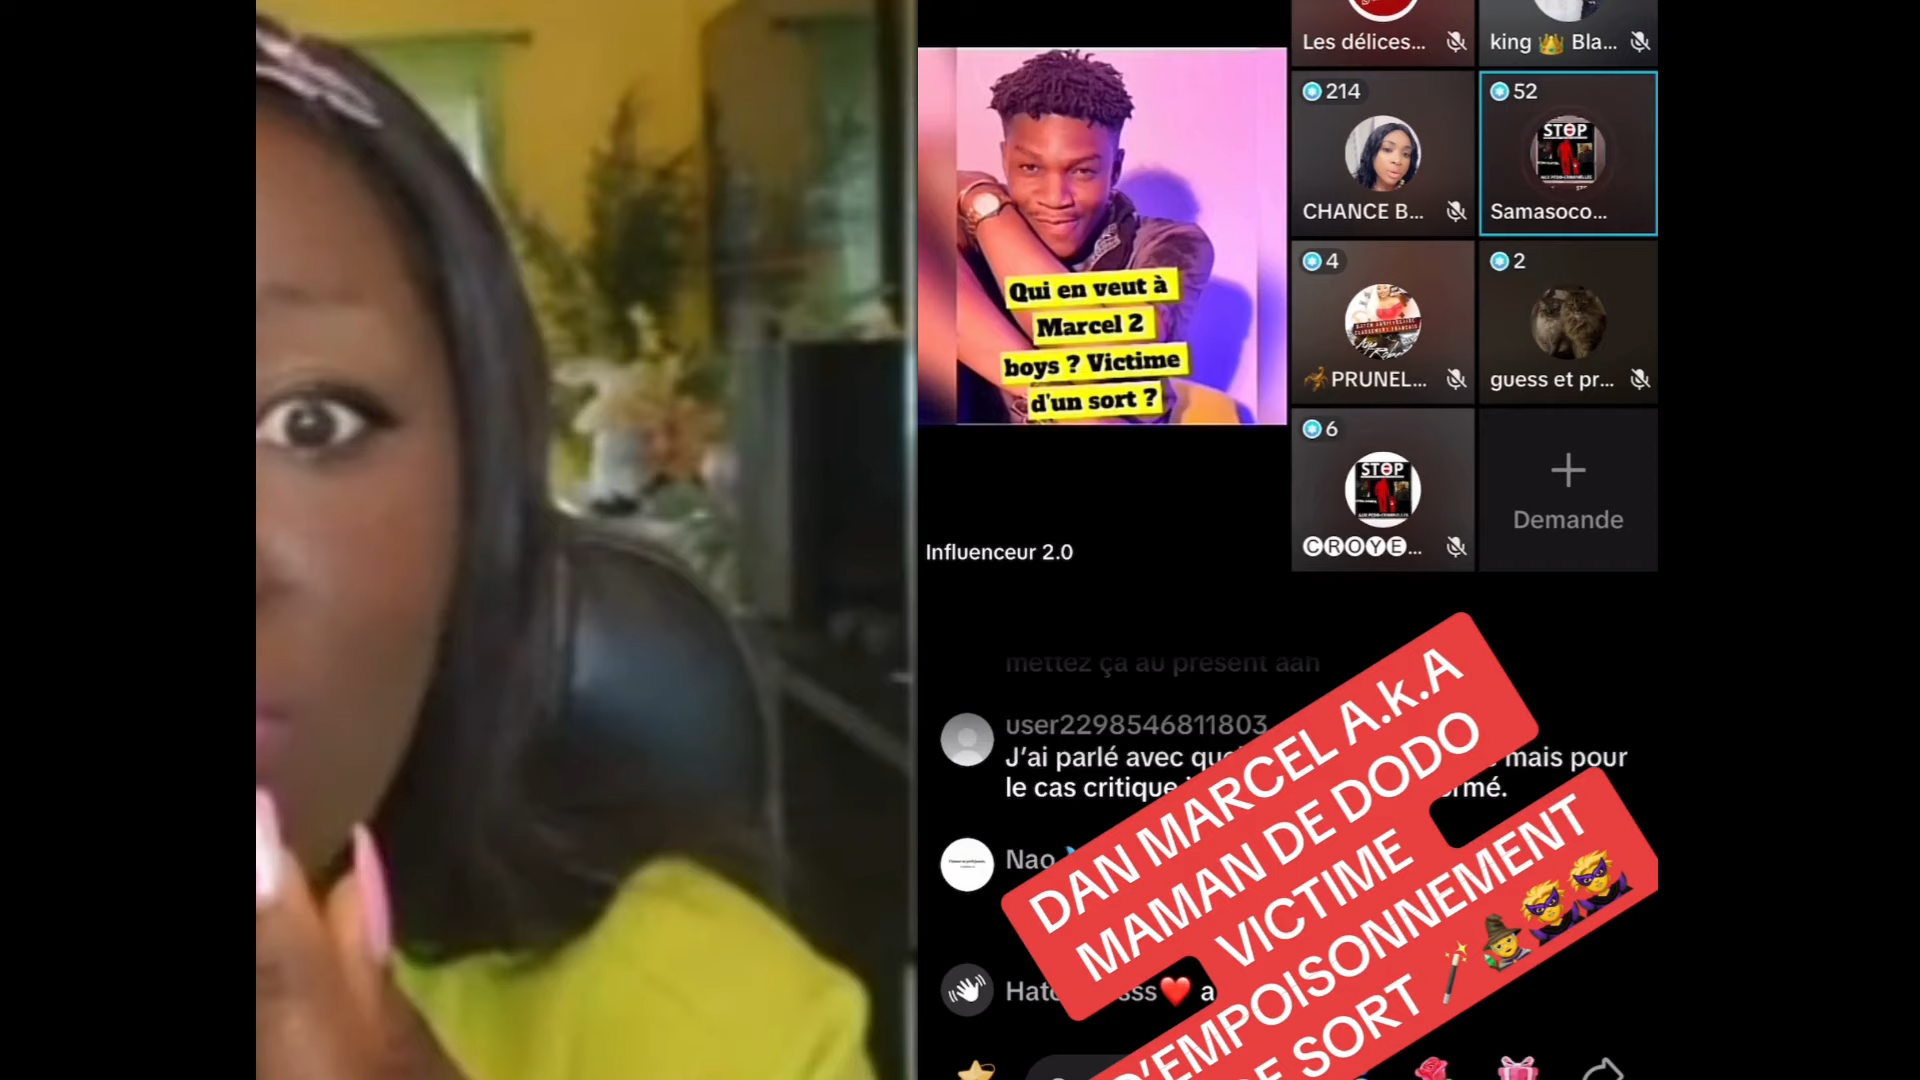 Les délices...
king 👑 Bla...
214
CHANCE B...
52
STOP
Samasoco...
4
🦂PRUNEL...
2
guess et pr...
6
STOP
CROYE...
+
Demande
Qui en veut à
Marcel 2
boys ? Victime
d'un sort ?
Influenceur 2.0
mettez ça au présent aah
user2298546811803
J'ai parlé avec mais pour
le cas critique
Nao
❤️ a
DAN MARCEL A.k.A
MAMAN DE DODO
VICTIME
D'EMPOISONNEMENT
SORT 🪄